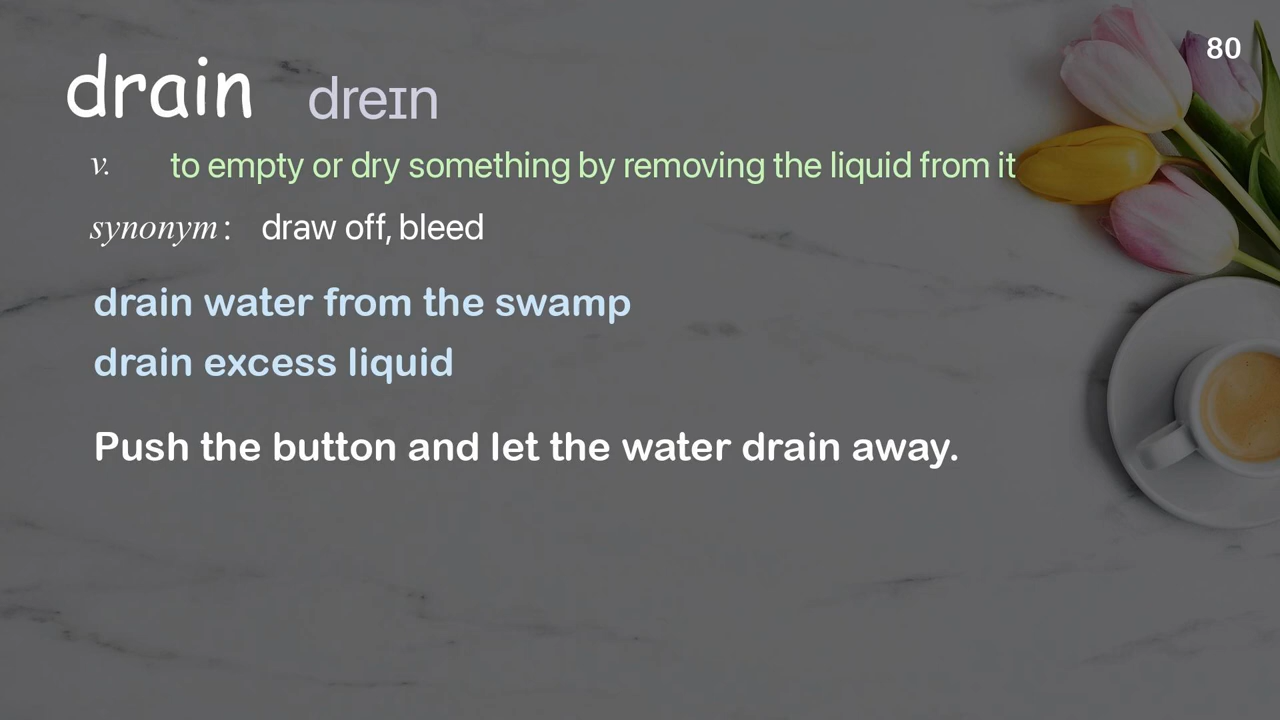 80
drain dreɪn
v. to empty or dry something by removing the liquid from it
synonym : draw off, bleed
drain water from the swamp
drain excess liquid
Push the button and let the water drain away.